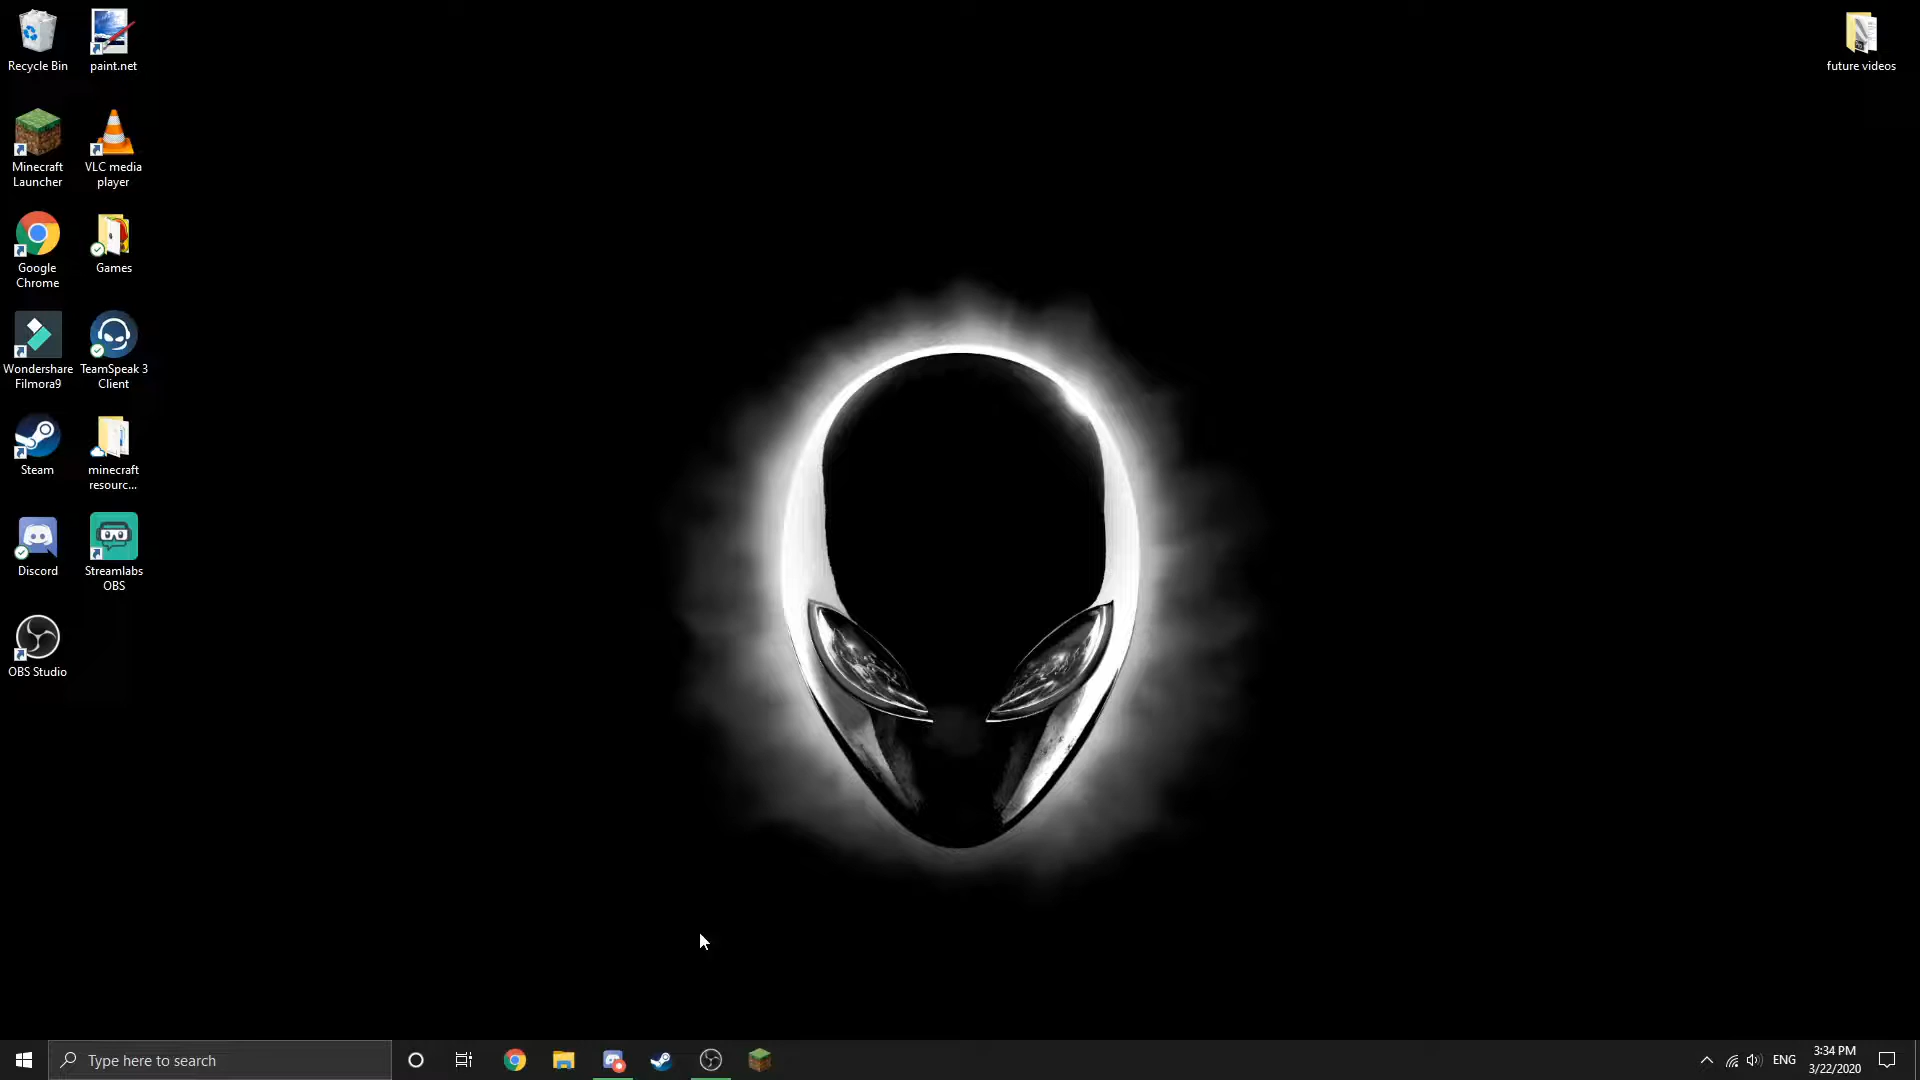 Recycle Bin
paint.net
future videos
Minecraft
Launcher
VLC media
player
Google
Chrome
Games
Wondershare
Filmora9
TeamSpeak 3
Client
Steam
minecraft
resourc...
Discord
Streamlabs
OBS
OBS Studio
Type here to search
ENG
3:34 PM
3/22/2020